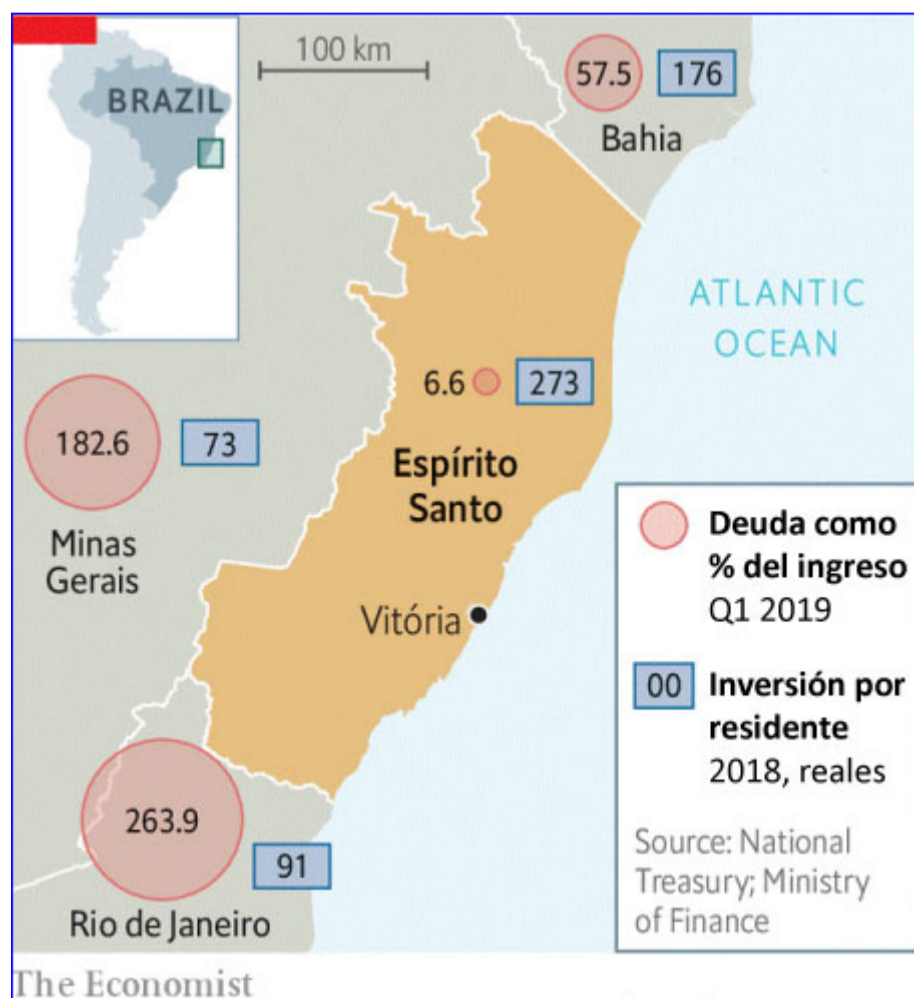 BRAZIL
100 km
57.5 176
Bahia
ATLANTIC
OCEAN
6.6 273
Espírito
Santo
182.6 73
Minas
Gerais
Vitória
263.9
91
Rio de Janeiro
Deuda como
% del ingreso
Q1 2019
00 Inversión por
residente
2018, reales
Source: National
Treasury; Ministry
of Finance
The Economist